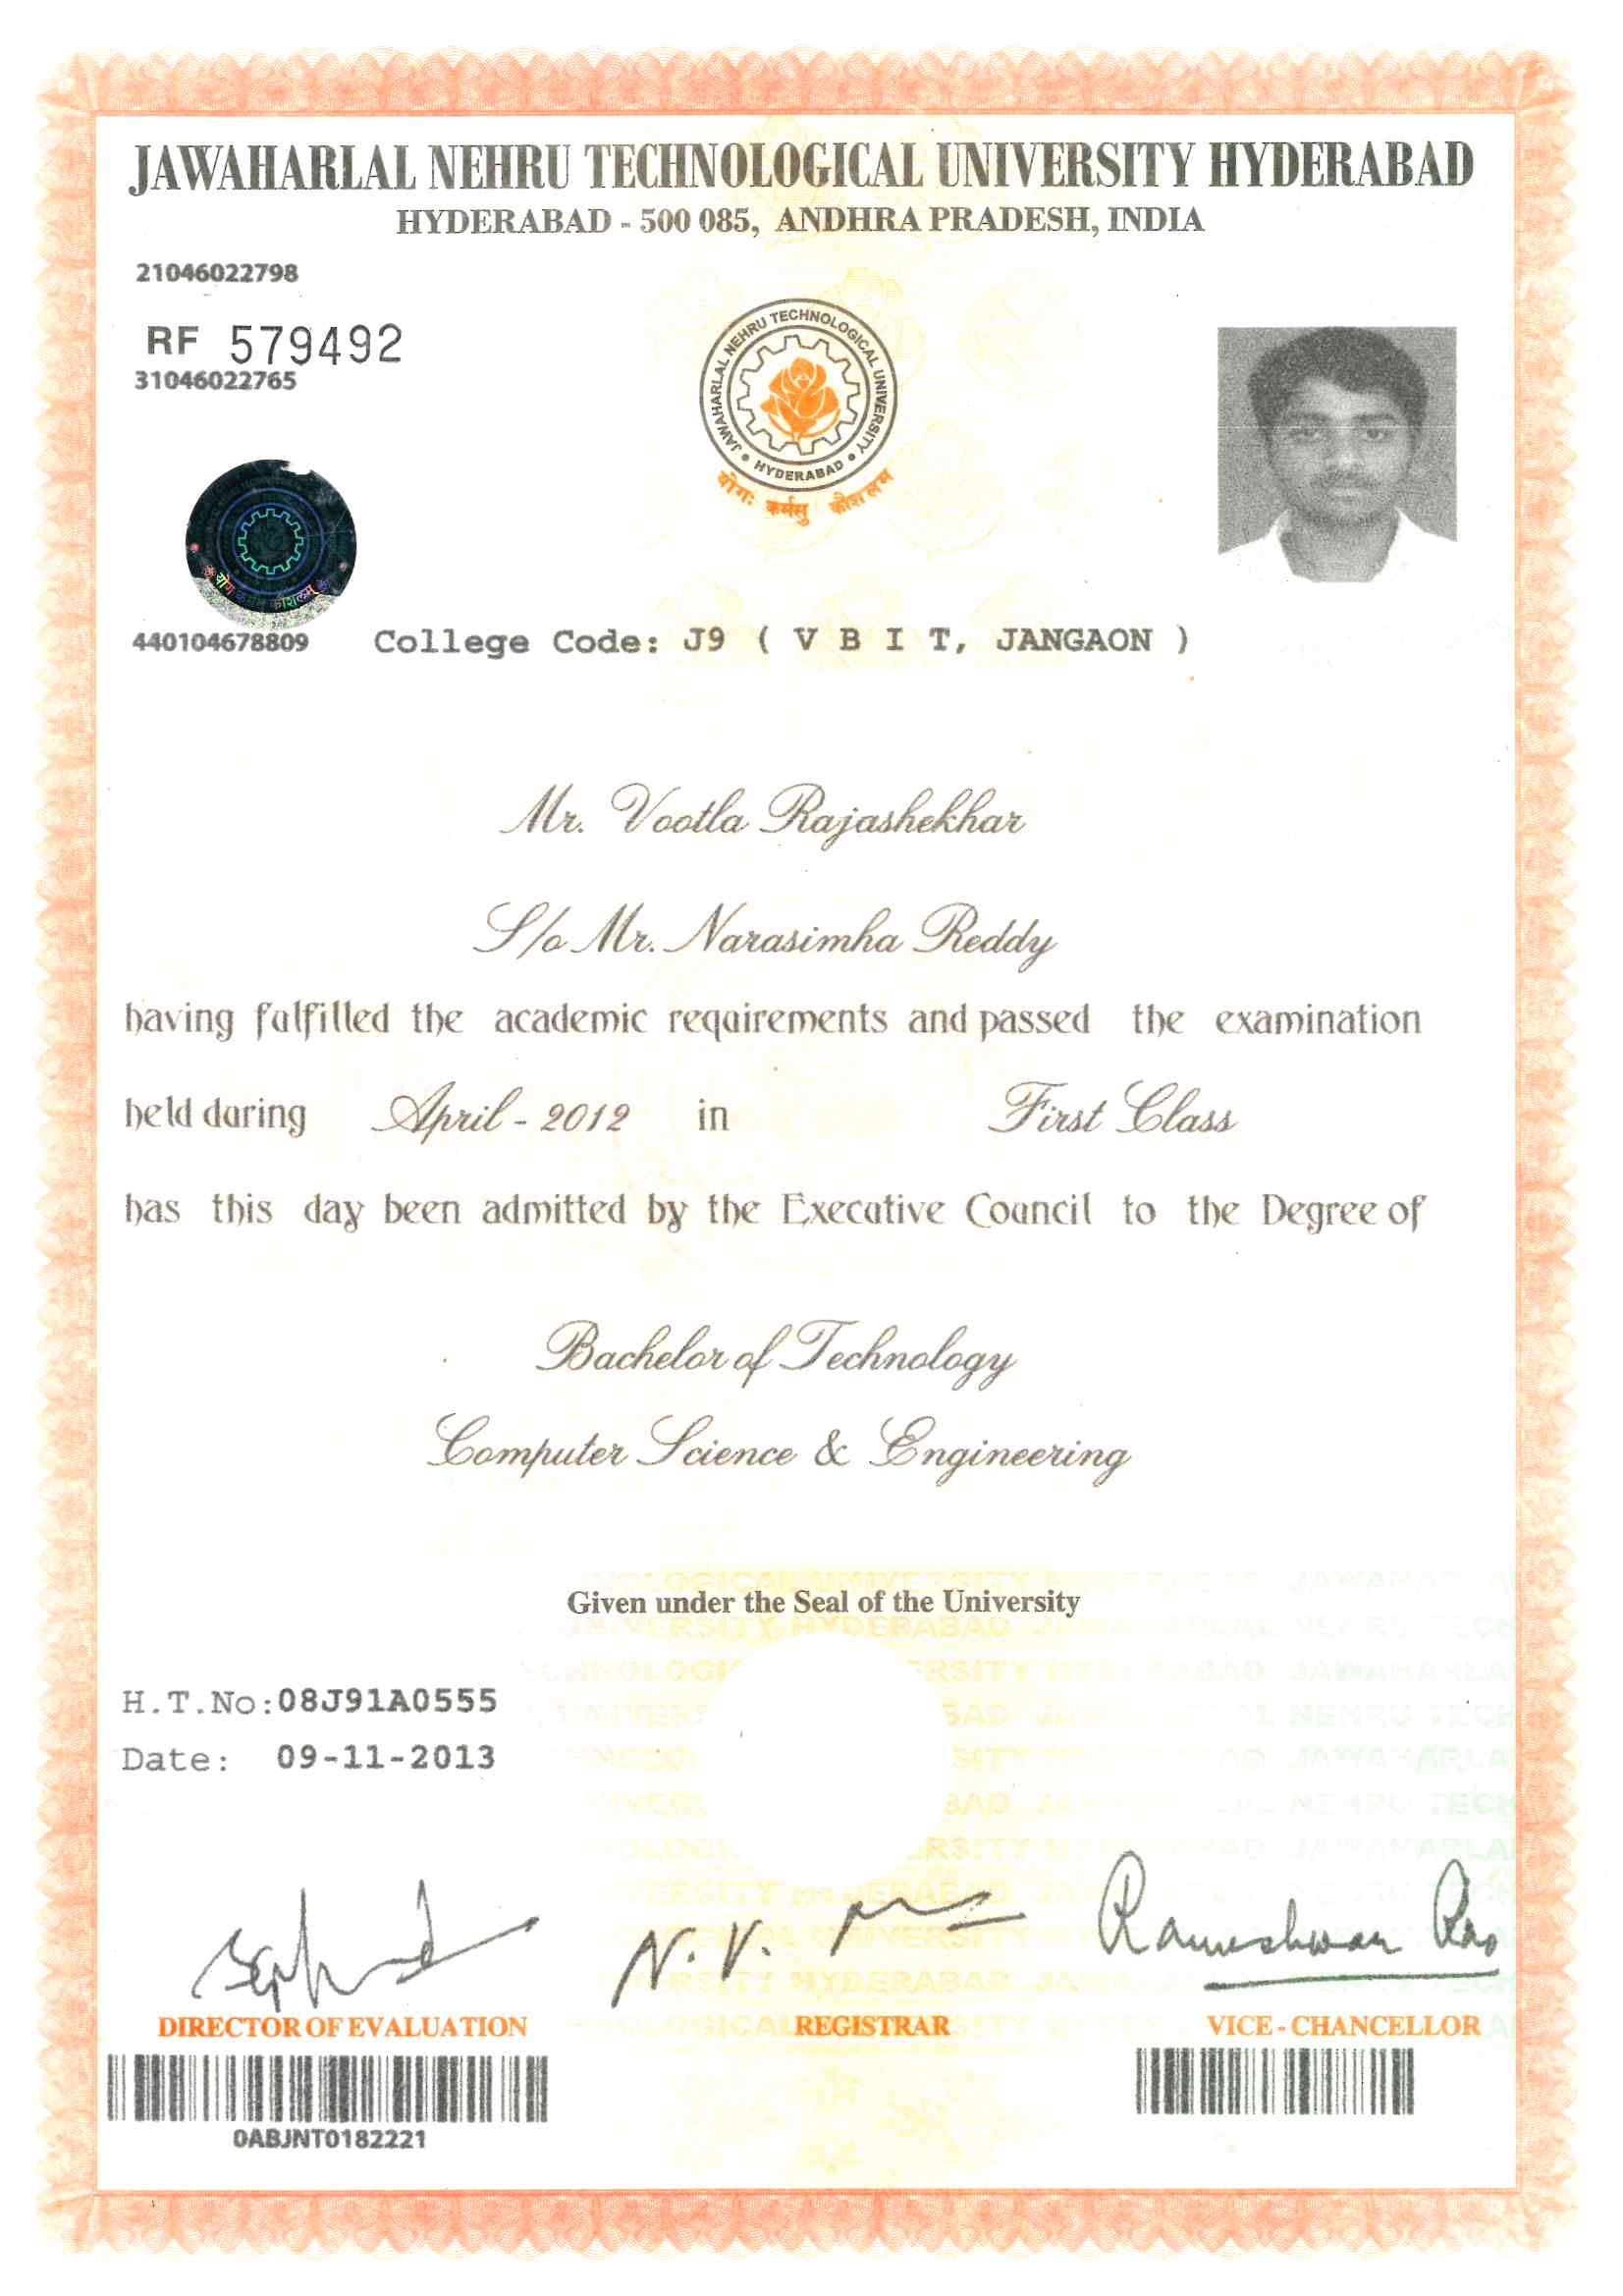 JAWAHARLAL NEHRU TECHNOLOGICAL UNIVERSITY HYDERABAD
HYDERABAD - 500 085, ANDHRA PRADESH, INDIA
21046022798
RF 579492
31046022765
JAWAHARLAL NEHRU TECHNOLOGICAL UNIVERSITY
• HYDERABAD •
योगः कर्मसु कौशलम्
440104678809 College Code: J9 ( V B I T, JANGAON )
Mr. Vootla Rajashekhar
S/o Mr. Narasimha Reddy
having fulfilled the academic requirements and passed the examination
held during April - 2012 in First Class
has this day been admitted by the Executive Council to the Degree of
Bachelor of Technology
Computer Science & Engineering
Given under the Seal of the University
H.T.No:08J91A0555
Date: 09-11-2013
N. V.
Rameshwar Rao
DIRECTOR OF EVALUATION REGISTRAR VICE - CHANCELLOR
0ABJNT0182221